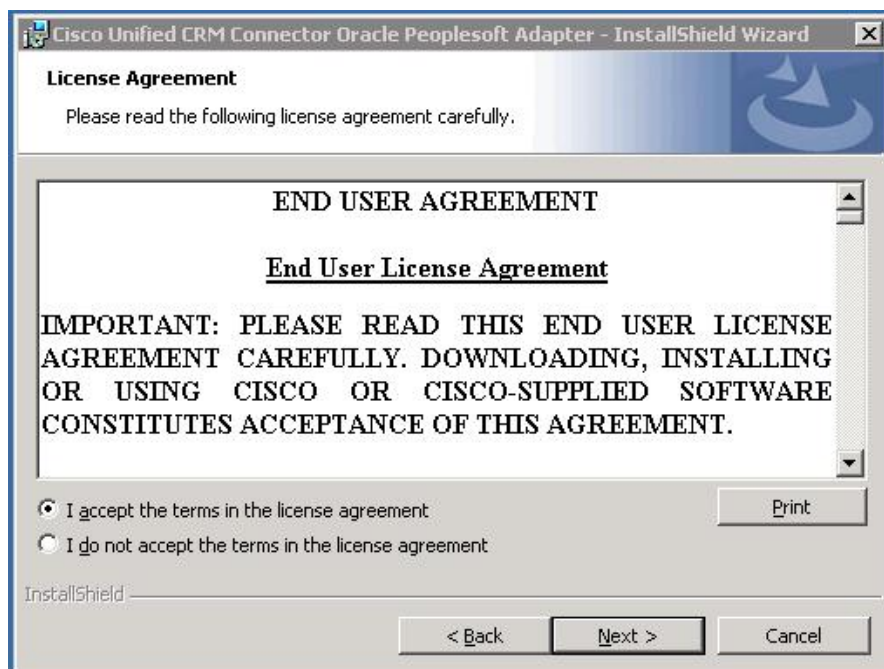 Cisco Unified CRM Connector Oracle Peoplesoft Adapter - InstallShield Wizard
License Agreement
Please read the following license agreement carefully.
END USER AGREEMENT
End User License Agreement
IMPORTANT: PLEASE READ THIS END USER LICENSE
AGREEMENT CAREFULLY. DOWNLOADING, INSTALLING
OR USING CISCO OR CISCO-SUPPLIED SOFTWARE
CONSTITUTES ACCEPTANCE OF THIS AGREEMENT.
I accept the terms in the license agreement
Print
I do not accept the terms in the license agreement
InstallShield
< Back
Next >
Cancel